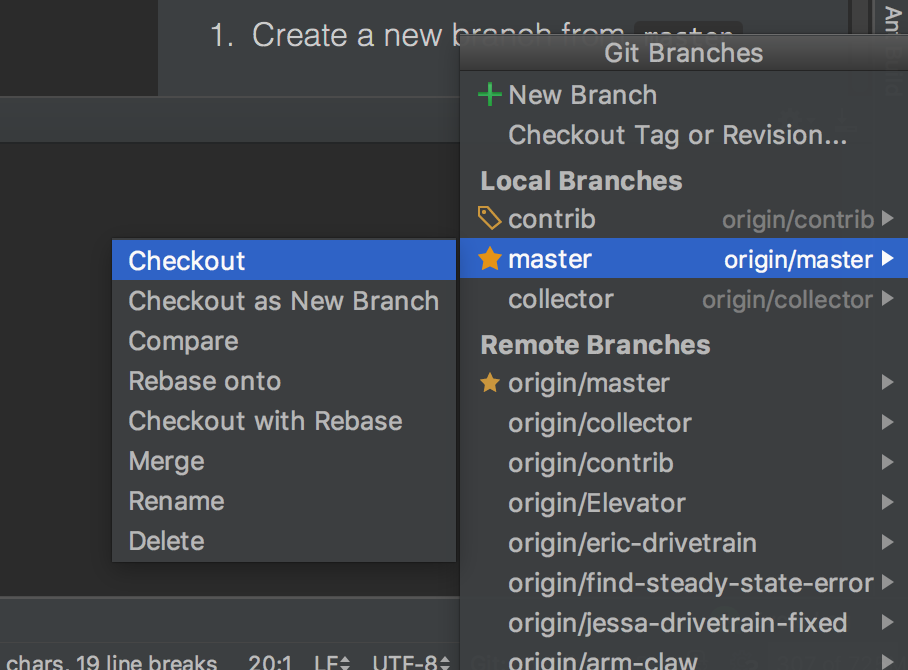 1. Create a new branch from master
Git Branches
New Branch
Checkout Tag or Revision...
Local Branches
contrib origin/contrib
master origin/master
collector origin/collector
Remote Branches
origin/master
origin/collector
origin/contrib
origin/Elevator
origin/eric-drivetrain
origin/find-steady-state-error
origin/jessa-drivetrain-fixed
origin/arm-claw
Checkout
Checkout as New Branch
Compare
Rebase onto
Checkout with Rebase
Merge
Rename
Delete
chars, 19 line breaks 20:1 LF UTF-8